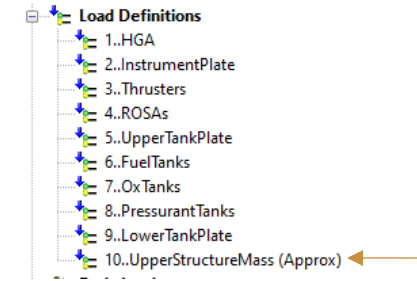 Load Definitions
1..HGA
2..InstrumentPlate
3..Thrusters
4..ROSAs
5..UpperTankPlate
6..FuelTanks
7..OxTanks
8..PressurantTanks
9..LowerTankPlate
10..UpperStructureMass (Approx)